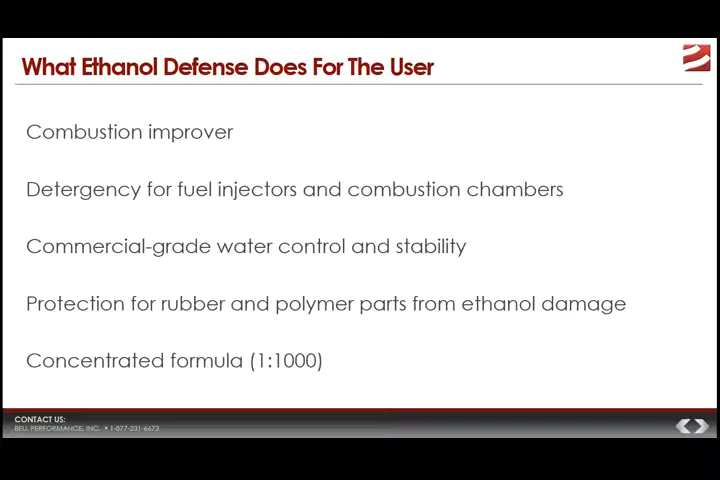 What Ethanol Defense Does For The User
Combustion improver
Detergency for fuel injectors and combustion chambers
Commercial-grade water control and stability
Protection for rubber and polymer parts from ethanol damage
Concentrated formula (1:1000)
CONTACT US:
BELL PERFORMANCE, INC. • 1-877-231-6673